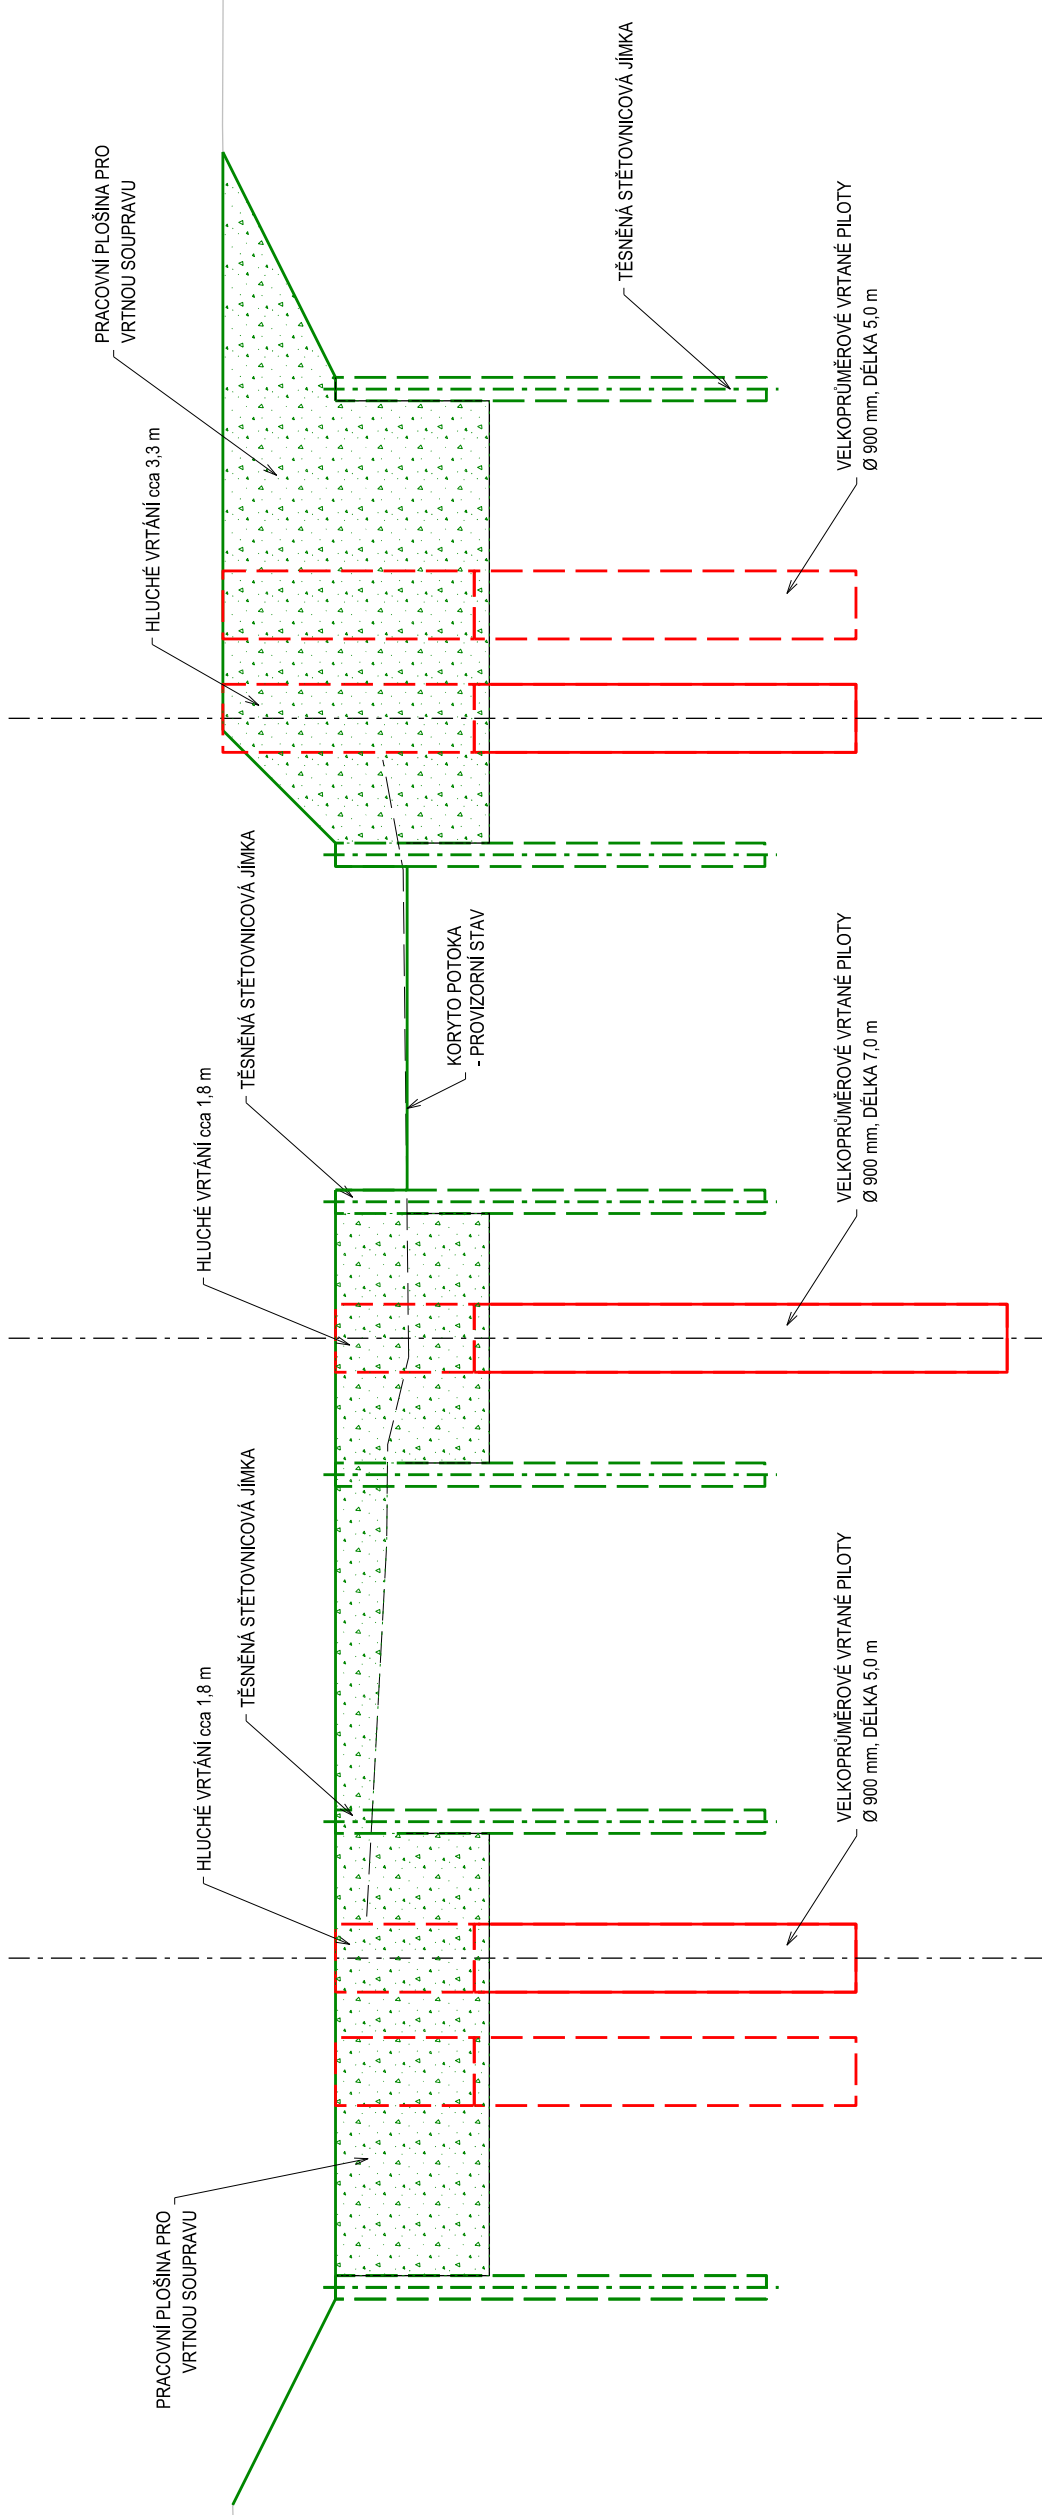 PRACOVNÍ PLOŠINA PRO
VRTNOU SOUPRAVU
HLUCHÉ VRTÁNÍ cca 1,8 m
TĚSNĚNÁ STĚTOVNICOVÁ JÍMKA
VELKOPRŮMĚROVÉ VRTANÉ PILOTY
Ø 900 mm, DÉLKA 5,0 m
HLUCHÉ VRTÁNÍ cca 1,8 m
TĚSNĚNÁ STĚTOVNICOVÁ JÍMKA
KORYTO POTOKA
- PROVIZORNÍ STAV
VELKOPRŮMĚROVÉ VRTANÉ PILOTY
Ø 900 mm, DÉLKA 7,0 m
HLUCHÉ VRTÁNÍ cca 3,3 m
PRACOVNÍ PLOŠINA PRO
VRTNOU SOUPRAVU
TĚSNĚNÁ STĚTOVNICOVÁ JÍMKA
VELKOPRŮMĚROVÉ VRTANÉ PILOTY
Ø 900 mm, DÉLKA 5,0 m